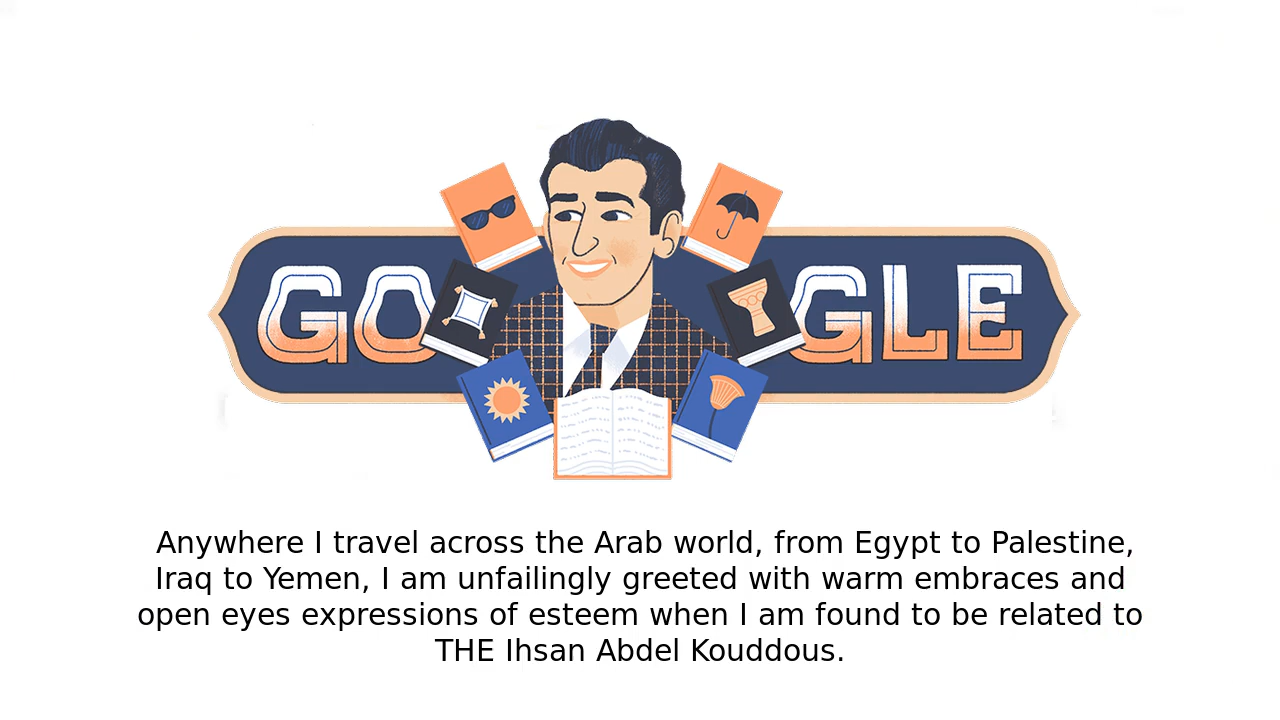 GO GLE
Anywhere I travel across the Arab world, from Egypt to Palestine,
Iraq to Yemen, I am unfailingly greeted with warm embraces and
open eyes expressions of esteem when I am found to be related to
THE Ihsan Abdel Kouddous.